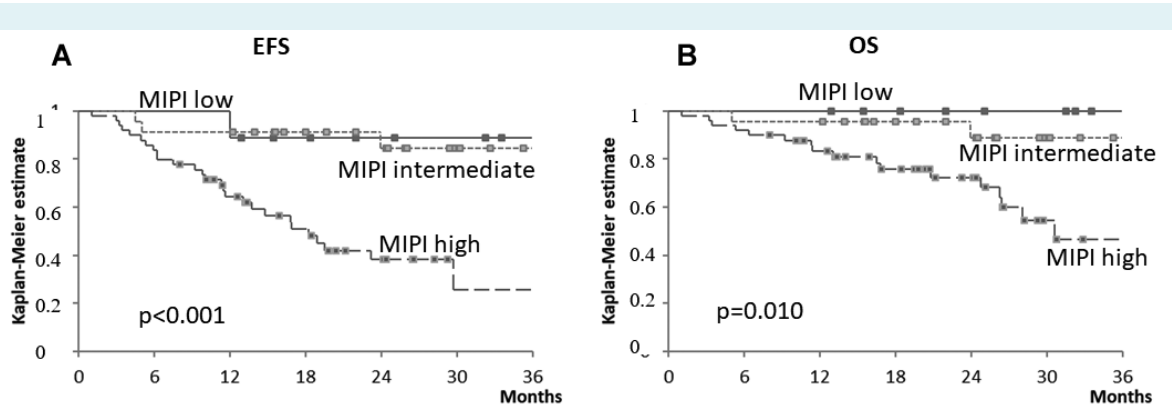 A
EFS
1
MIPI low
0.8
MIPI intermediate
0.6
MIPI high
0.4
0.2
p<0.001
0
0 6 12 18 24 30 36
Months
Kaplan-Meier estimate
B
OS
MIPI low
1
MIPI intermediate
0.8
0.6
0.4
MIPI high
0.2
p=0.010
0
0 6 12 18 24 30 36
Months
Kaplan-Meier estimate